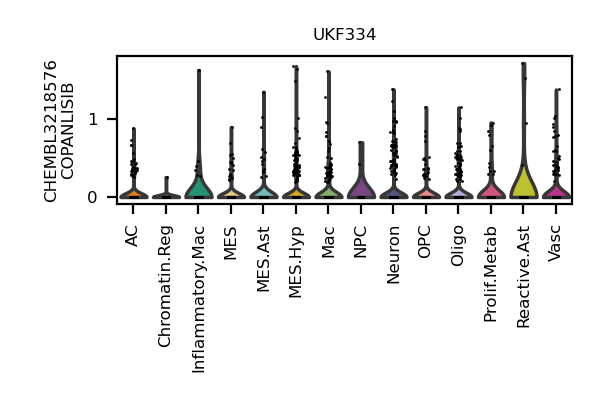 UKF334
CHEMBL3218576
COPANLISIB
1
0
AC
Chromatin.Reg
Inflammatory.Mac
MES
MES.Ast
MES.Hyp
Mac
NPC
Neuron
OPC
Oligo
Prolif.Metab
Reactive.Ast
Vasc